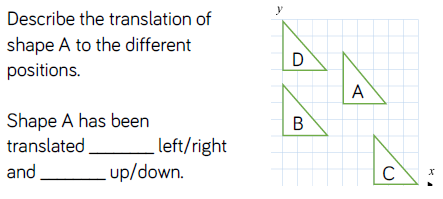 Describe the translation of
shape A to the different
positions.
Shape A has been
translated _______ left/right
and _______ up/down.
y
D
A
B
C
x